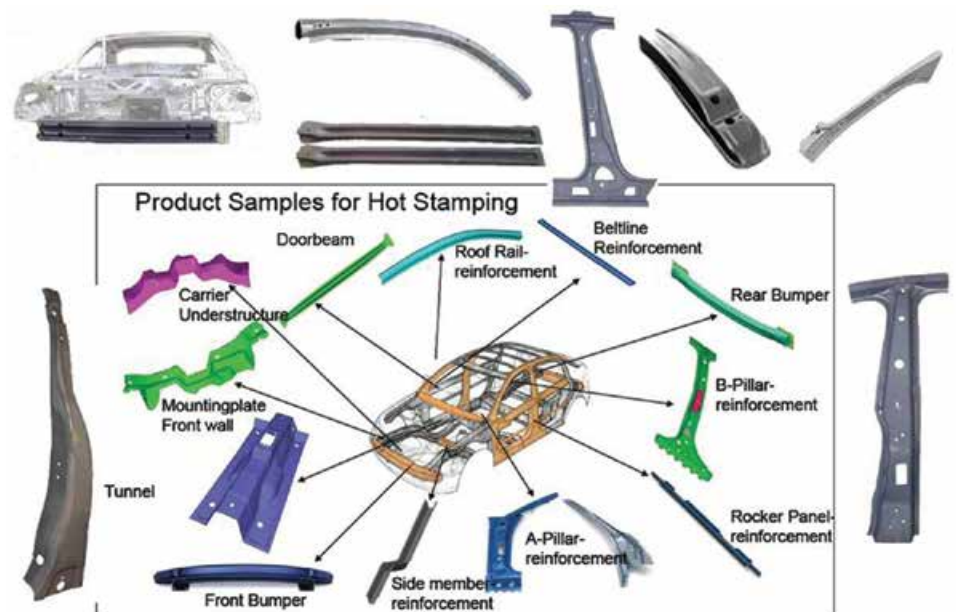 Product Samples for Hot Stamping
Doorbeam
Roof Rail-
reinforcement
Beltline
Reinforcement
Carrier
Understructure
Rear Bumper
Mountingplate
Front wall
B-Pillar-
reinforcement
Tunnel
Rocker Panel-
reinforcement
A-Pillar-
reinforcement
Side member
reinforcement
Front Bumper